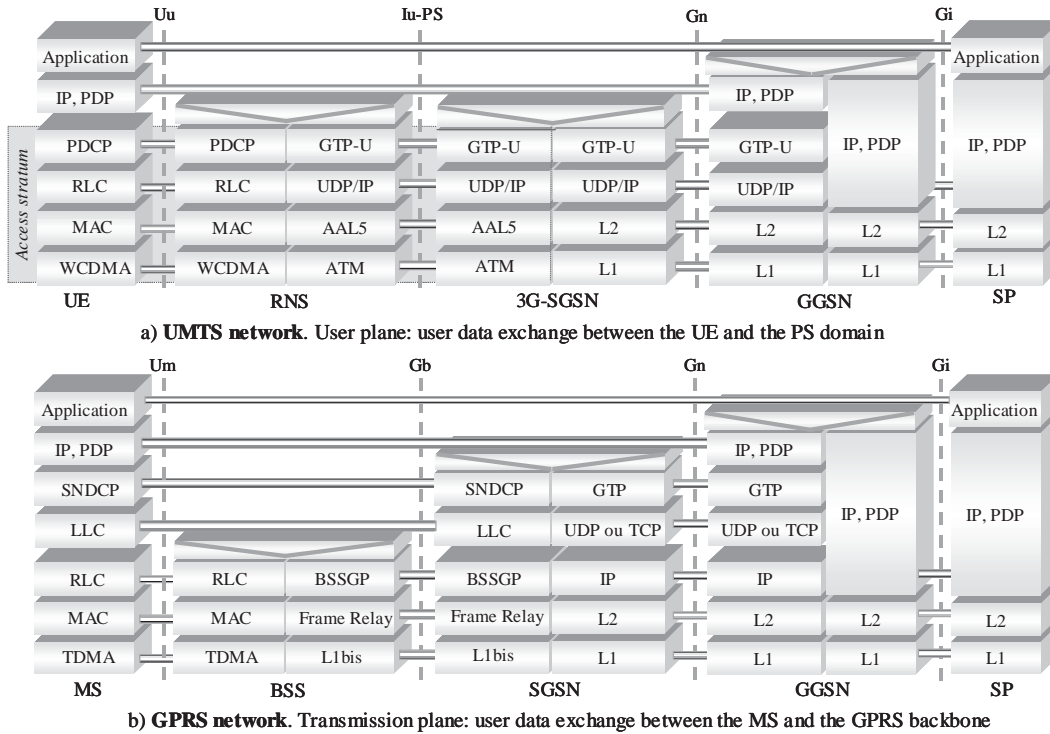 Uu Iu-PS Gn Gi
Application Application
IP, PDP IP, PDP
PDCP PDCP GTP-U GTP-U GTP-U GTP-U IP, PDP IP, PDP
RLC RLC UDP/IP UDP/IP UDP/IP UDP/IP
MAC MAC AAL5 AAL5 L2 L2 L2 L2
WCDMA WCDMA ATM ATM L1 L1 L1 L1
Access stratum
UE RNS 3G-SGSN GGSN SP
a) UMTS network. User plane: user data exchange between the UE and the PS domain
Um Gb Gn Gi
Application Application
IP, PDP IP, PDP
SNDCP SNDCP GTP GTP
LLC LLC UDP ou TCP UDP ou TCP IP, PDP IP, PDP
RLC RLC BSSGP BSSGP IP IP
MAC MAC Frame Relay Frame Relay L2 L2 L2 L2
TDMA TDMA L1bis L1bis L1 L1 L1 L1
MS BSS SGSN GGSN SP
b) GPRS network. Transmission plane: user data exchange between the MS and the GPRS backbone